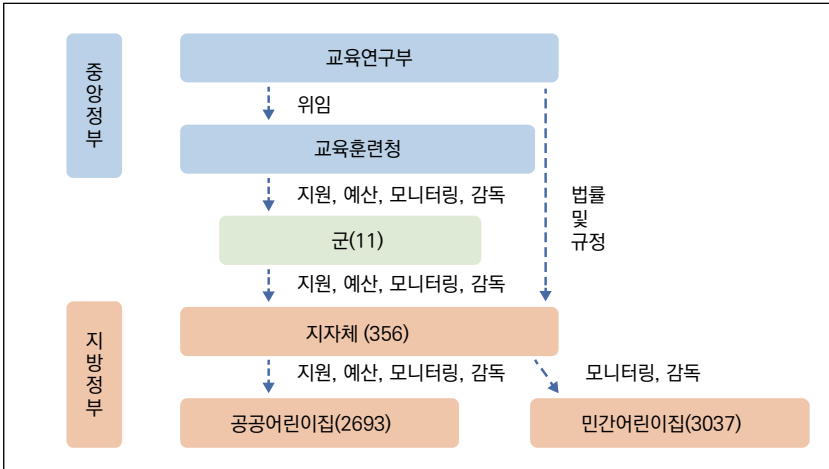 중앙정부
교육연구부
위임
교육훈련청
지원, 예산, 모니터링, 감독
법률
및
규정
군(11)
지원, 예산, 모니터링, 감독
지방정부
지자체 (356)
지원, 예산, 모니터링, 감독
모니터링, 감독
공공어린이집(2693)
민간어린이집(3037)